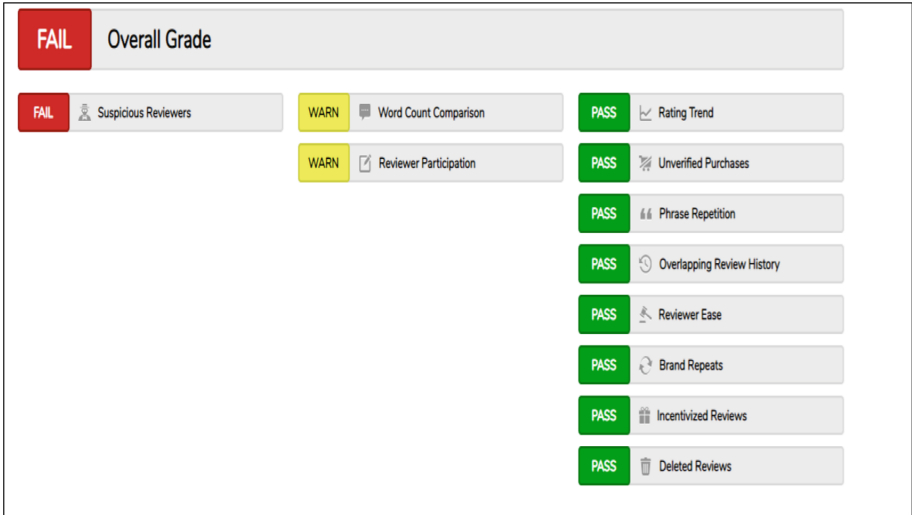 FAIL Overall Grade
FAIL Suspicious Reviewers
WARN Word Count Comparison
WARN Reviewer Participation
PASS Rating Trend
PASS Unverified Purchases
PASS Phrase Repetition
PASS Overlapping Review History
PASS Reviewer Ease
PASS Brand Repeats
PASS Incentivized Reviews
PASS Deleted Reviews